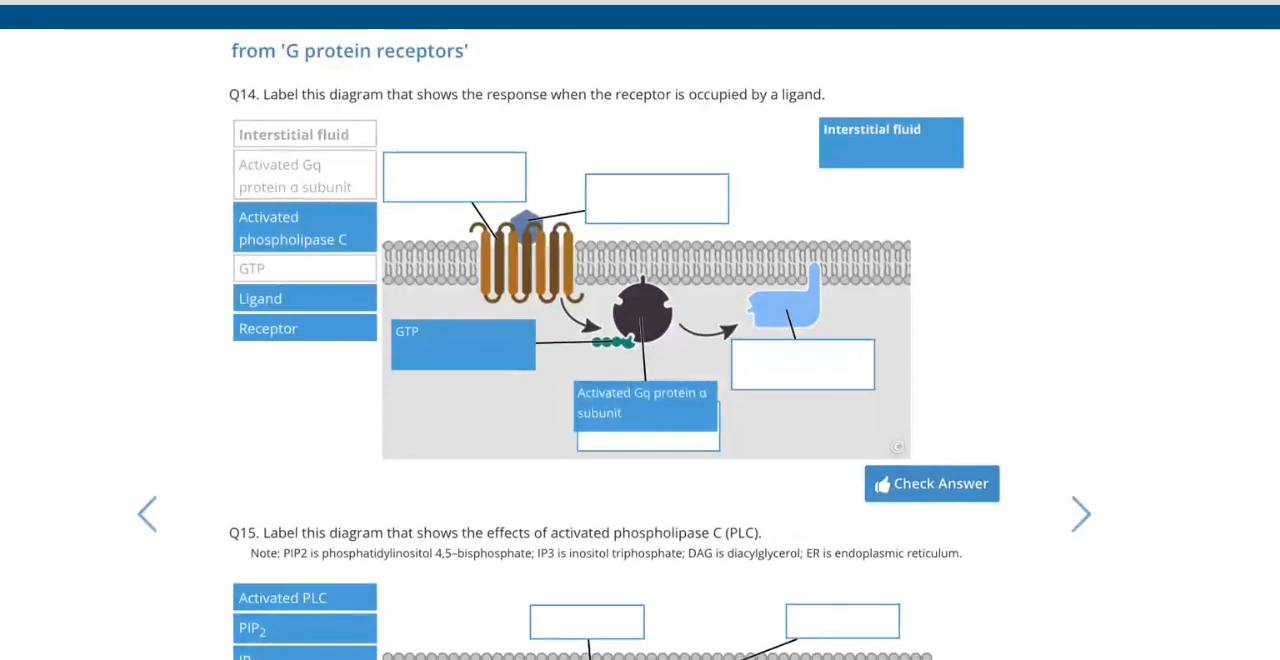 from 'G protein receptors'
Q14. Label this diagram that shows the response when the receptor is occupied by a ligand.
Interstitial fluid
Activated Gq
protein α subunit
Activated
phospholipase C
GTP
Ligand
Receptor
Interstitial fluid
GTP
Activated Gq protein α
subunit
Check Answer
Q15. Label this diagram that shows the effects of activated phospholipase C (PLC).
Note: PIP2 is phosphatidylinositol 4,5–bisphosphate; IP3 is inositol triphosphate; DAG is diacylglycerol; ER is endoplasmic reticulum.
Activated PLC
PIP₂